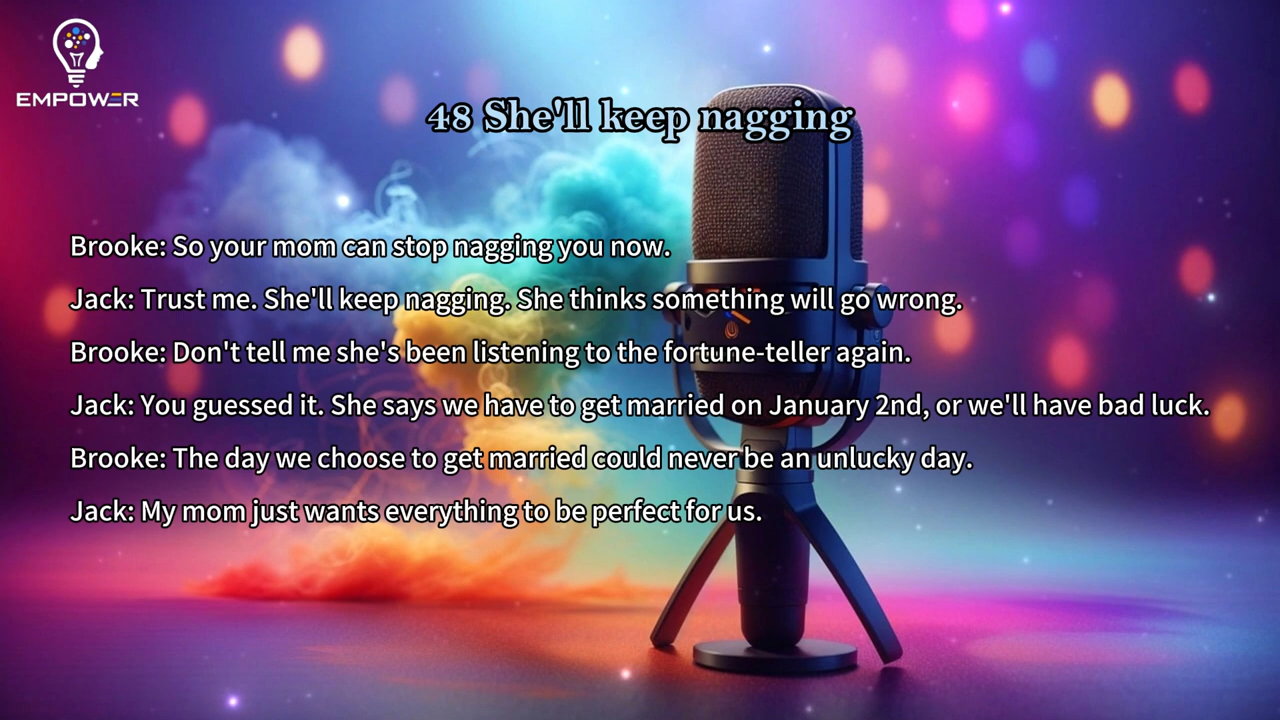 EMPOWER
48 She'll keep nagging
Brooke: So your mom can stop nagging you now.
Jack: Trust me. She'll keep nagging. She thinks something will go wrong.
Brooke: Don't tell me she's been listening to the fortune-teller again.
Jack: You guessed it. She says we have to get married on January 2nd, or we'll have bad luck.
Brooke: The day we choose to get married could never be an unlucky day.
Jack: My mom just wants everything to be perfect for us.